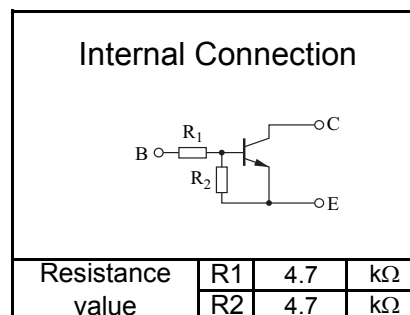 Internal Connection
C
R1
B
R2
E
Resistance value R1 4.7 kΩ
R2 4.7 kΩ